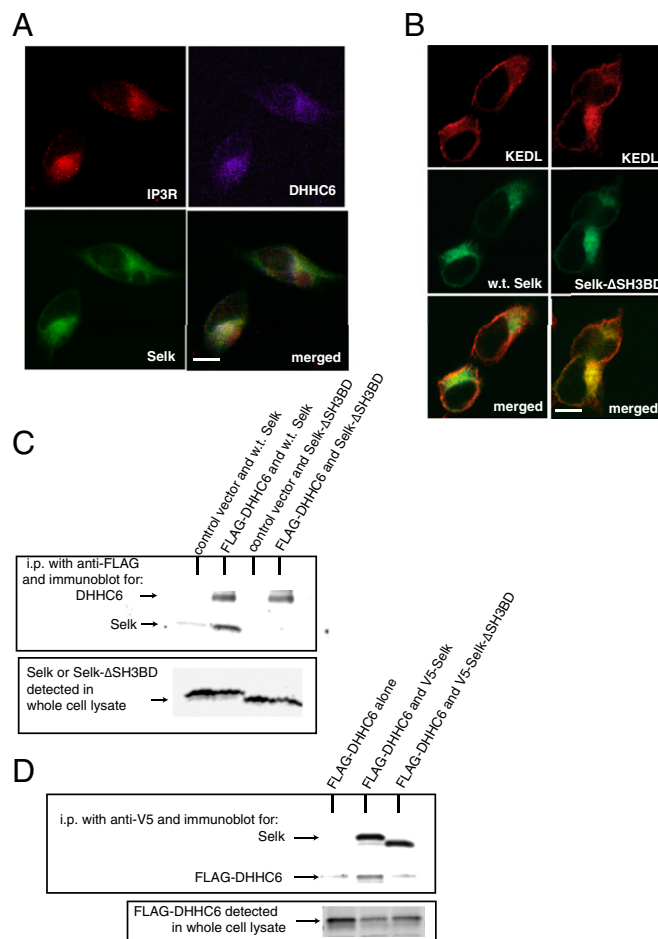 A
B
IP3R
DHHC6
Selk
merged
KEDL
KEDL
w.t. Selk
Selk-ΔSH3BD
merged
merged
C
control vector and w.t. Selk
FLAG-DHHC6 and w.t. Selk
control vector and Selk-ΔSH3BD
FLAG-DHHC6 and Selk-ΔSH3BD
i.p. with anti-FLAG
and immunoblot for:
DHHC6
Selk
Selk or Selk-ΔSH3BD
detected in
whole cell lysate
D
FLAG-DHHC6 alone
FLAG-DHHC6 and V5-Selk
FLAG-DHHC6 and V5-Selk-ΔSH3BD
i.p. with anti-V5 and immunoblot for:
Selk
FLAG-DHHC6
FLAG-DHHC6 detected
in whole cell lysate